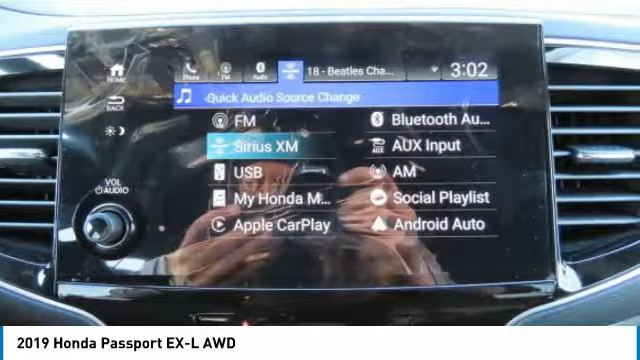 HOME
Phone FM Audio 18 - Beatles Cha... 3:02
Quick Audio Source Change
BACK
FM Bluetooth Au...
Sirius XM AUX Input
USB AM
VOL
AUDIO
My Honda M... Social Playlist
Apple CarPlay Android Auto
2019 Honda Passport EX-L AWD